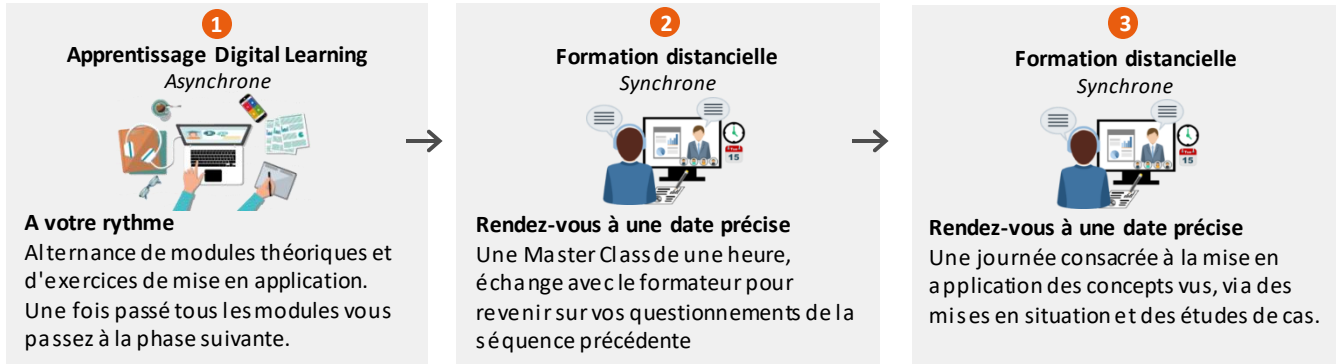 1
Apprentissage Digital Learning
Asynchrone
A votre rythme
Alternance de modules théoriques et
d'exercices de mise en application.
Une fois passé tous les modules vous
passez à la phase suivante.
2
Formation distancielle
Synchrone
15
Rendez-vous à une date précise
Une Master Class de une heure,
échange avec le formateur pour
revenir sur vos questionnements de la
séquence précédente
3
Formation distancielle
Synchrone
15
Rendez-vous à une date précise
Une journée consacrée à la mise en
application des concepts vus, via des
mises en situation et des études de cas.